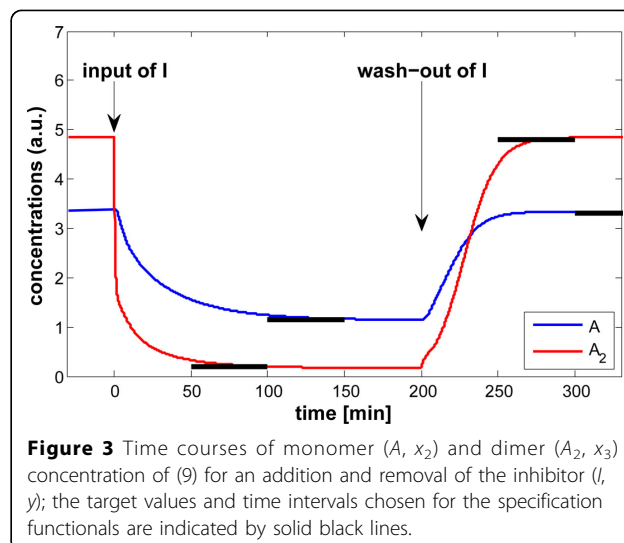 7
6
5
4
3
2
1
0
concentrations (a.u.)
input of I
wash-out of I
A
A2
0 50 100 150 200 250 300
time [min]
Figure 3 Time courses of monomer (A, x2) and dimer (A2, x3)
concentration of (9) for an addition and removal of the inhibitor (I,
y); the target values and time intervals chosen for the specification
functionals are indicated by solid black lines.